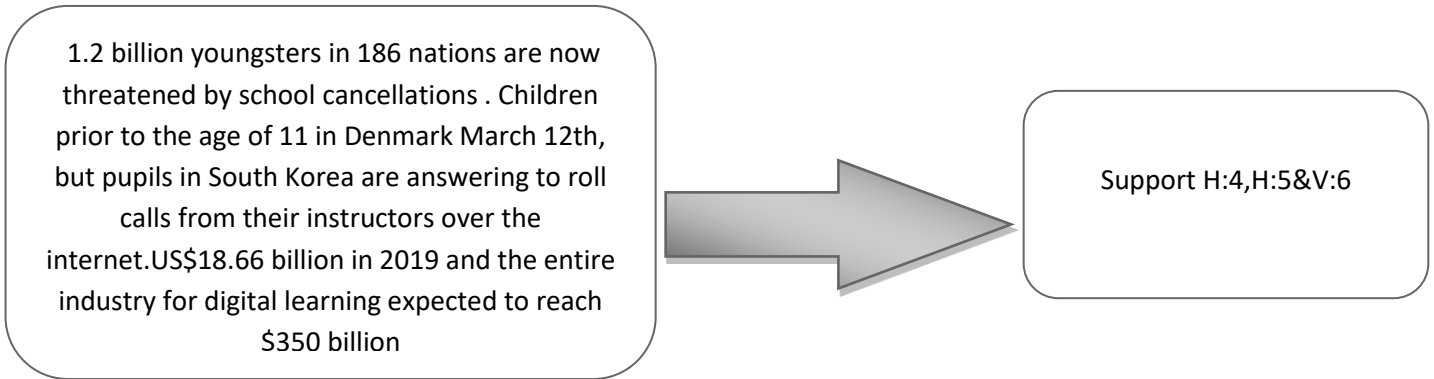 1.2 billion youngsters in 186 nations are now
threatened by school cancellations . Children
prior to the age of 11 in Denmark March 12th,
but pupils in South Korea are answering to roll
calls from their instructors over the
internet.US$18.66 billion in 2019 and the entire
industry for digital learning expected to reach
$350 billion
Support H:4,H:5&V:6